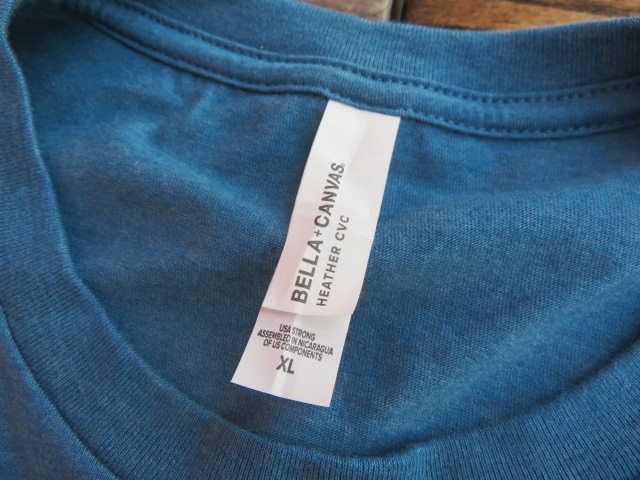 BELLA+CANVAS®
HEATHER CVC
USA STRONG
ASSEMBLED IN NICARAGUA
OF US COMPONENTS
XL